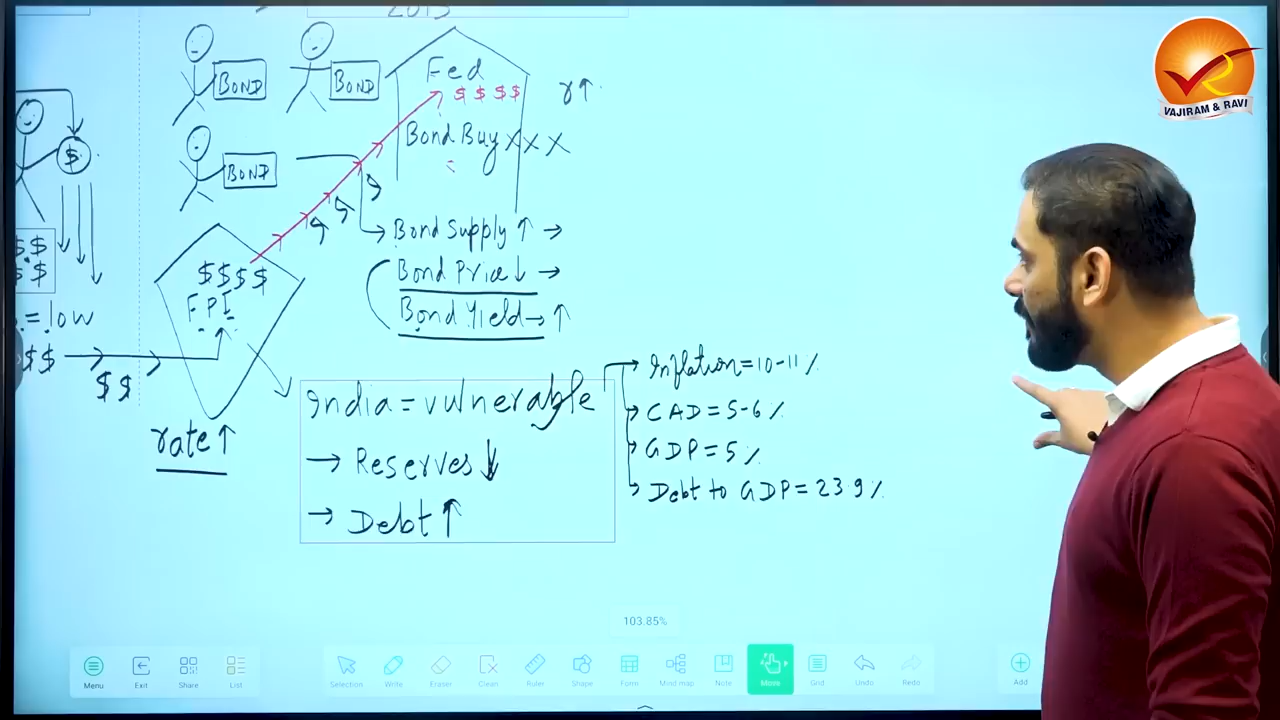 2013
BOND
BOND
Fed
$ $ $ $
r↑
Bond Buy x x x
$
BOND
Bond Supply ↑ →
$$
$$
$$$$
FPI
Bond Price ↓ →
Bond Yield → ↑
= low
$$
$$
rate ↑
India = vulnerable
→ Reserves ↓
→ Debt ↑
Inflation = 10-11 %
CAD = 5-6 %
GDP = 5 %
Debt to GDP = 23.9 %
VAJIRAM & RAVI
103.85%
Menu
Exit
Share
List
Selection
Write
Eraser
Clean
Ruler
Shape
Form
Mind map
Note
Move
Grid
Undo
Redo
Add